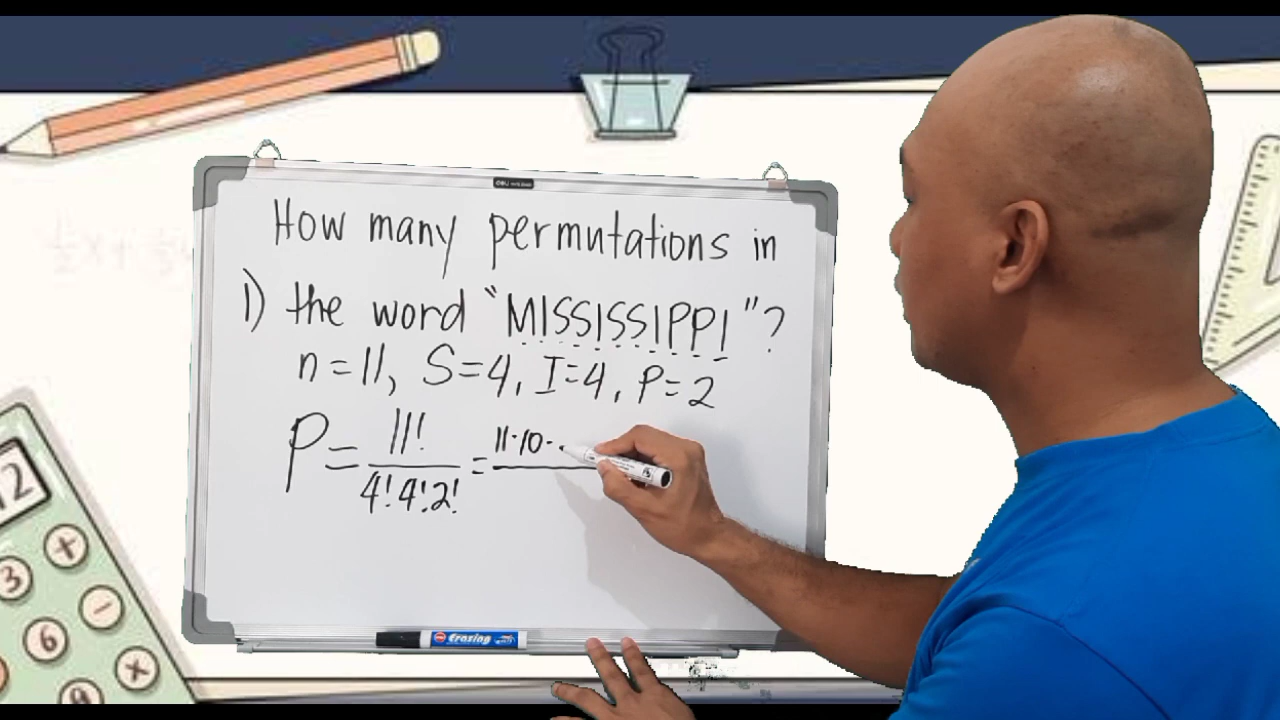 How many permutations in
1) the word "MISSISSIPPI"?
n=11, S=4, I=4, P=2
P = 11! / 4!4!2! = 11·10·.
Erasing